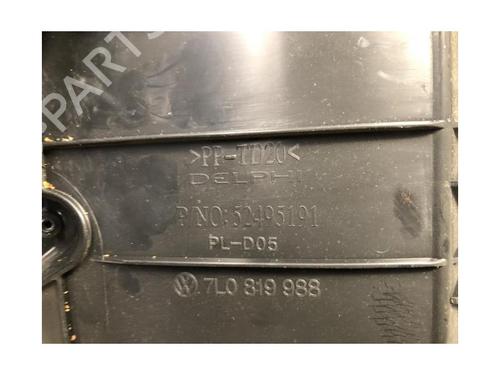 >PP-TD20<
DELPHI
P/NO:52495191
PL-D05
7L0 819 988